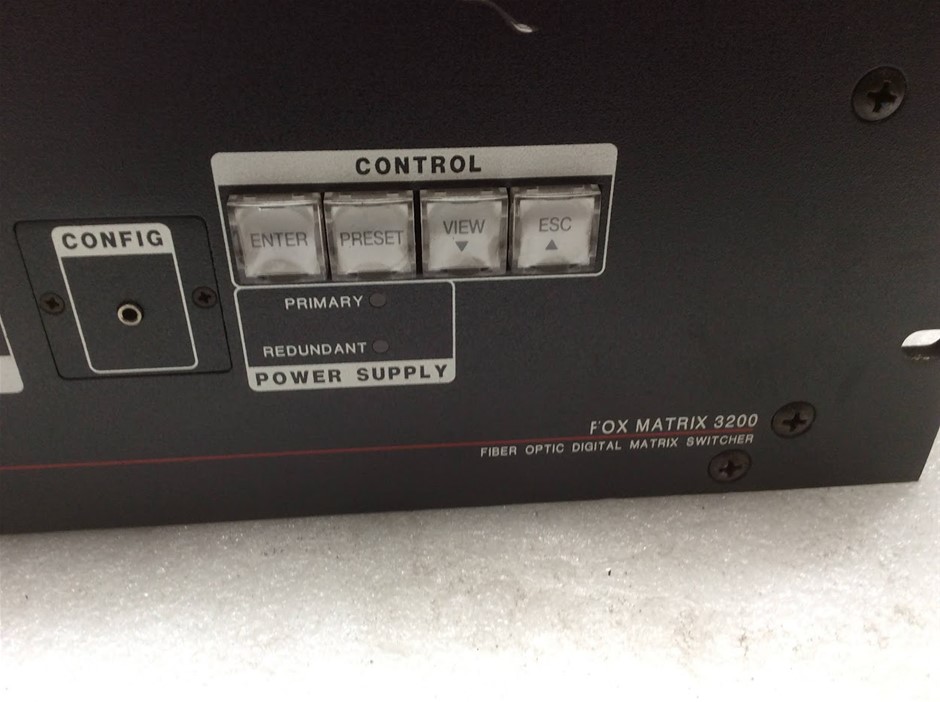 CONTROL
CONFIG
ENTER
PRESET
VIEW
ESC
PRIMARY
REDUNDANT
POWER SUPPLY
FOX MATRIX 3200
FIBER OPTIC DIGITAL MATRIX SWITCHER